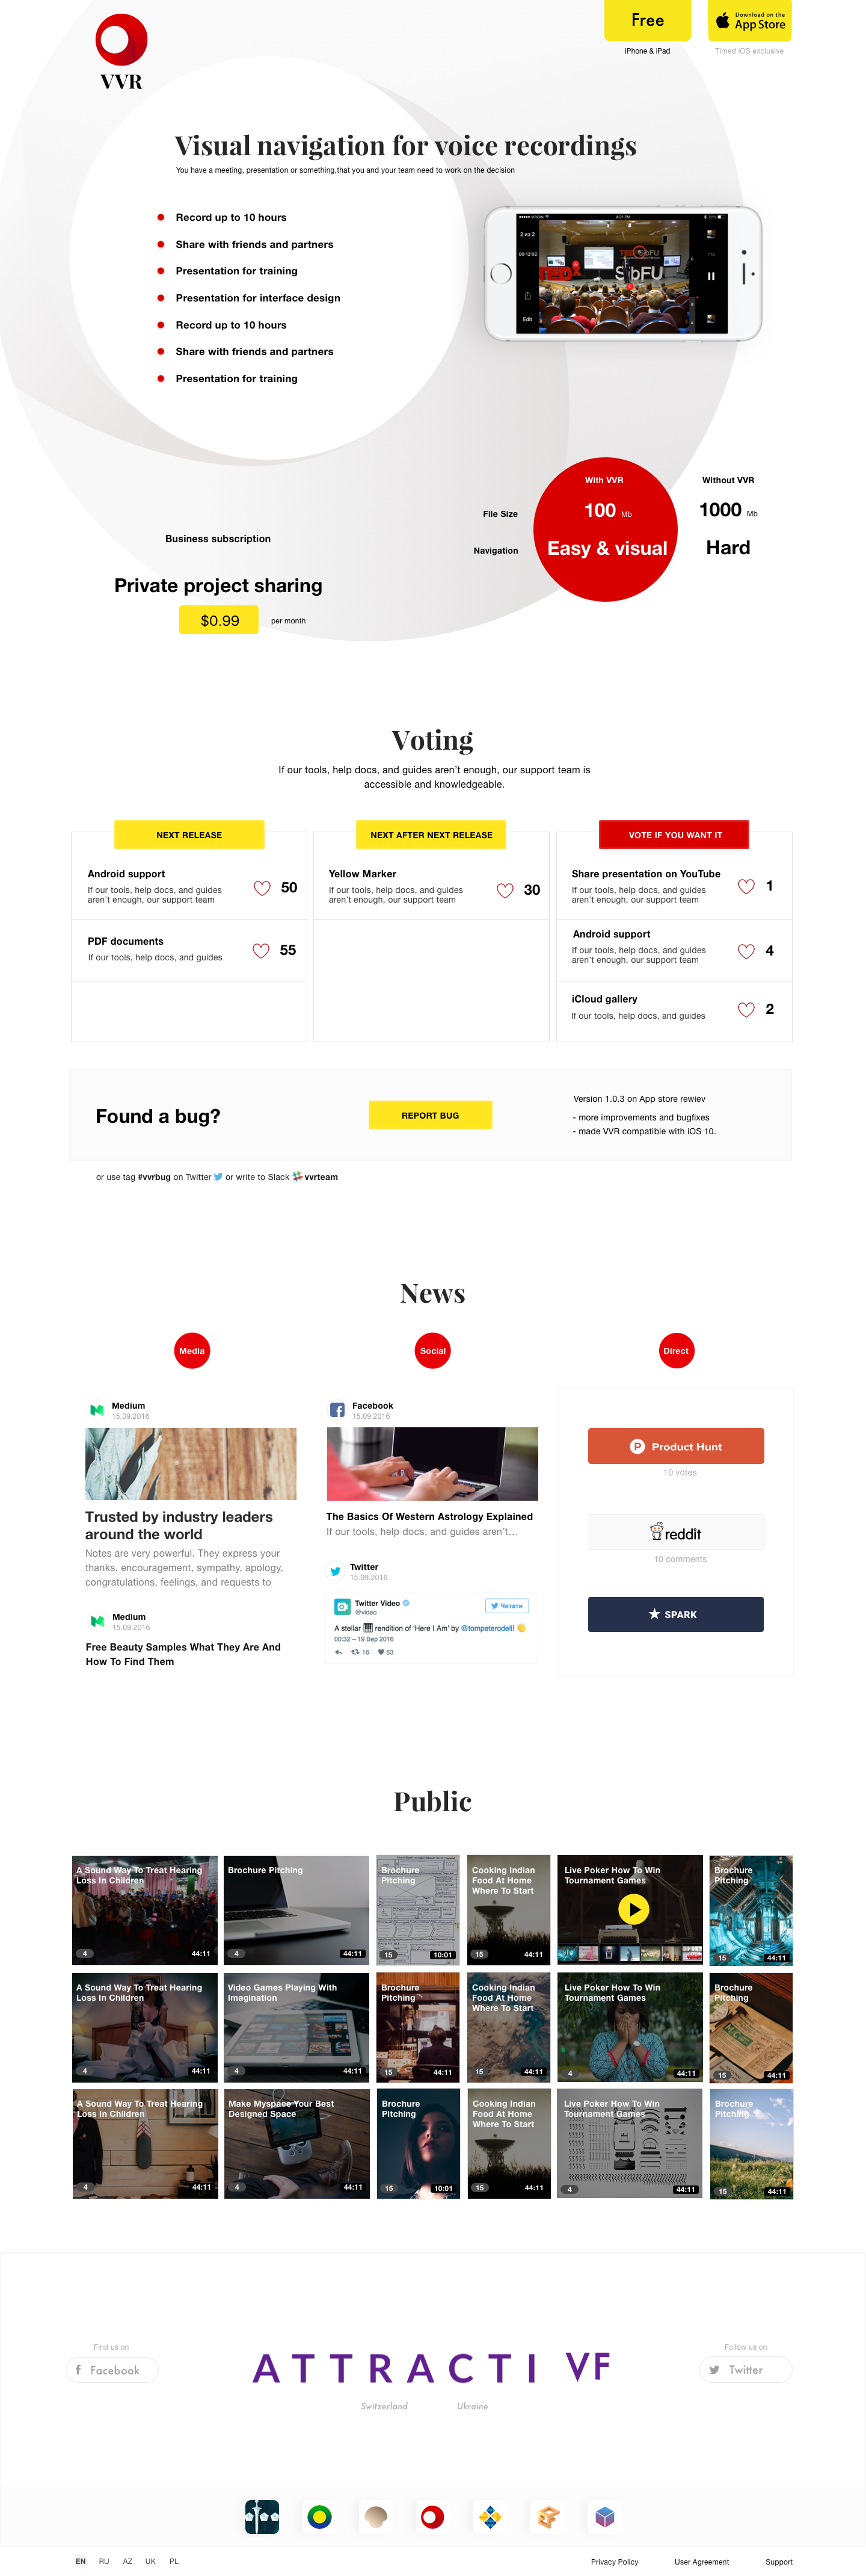 Free
Download on the
App Store
iPhone & iPad
Timed iOS exclusive
VVR
Visual navigation for voice recordings
You have a meeting, presentation or something,that you and your team need to work on the decision
Record up to 10 hours
Share with friends and partners
Presentation for training
Presentation for interface design
Record up to 10 hours
Share with friends and partners
Presentation for training
4:21 PM
2 из 2
00:12:02
Edit
TEDx SibFU
With VVR
Without VVR
File Size
100 Mb
1000 Mb
Navigation
Easy & visual
Hard
Business subscription
Private project sharing
$0.99
per month
Voting
If our tools, help docs, and guides aren't enough, our support team is
accessible and knowledgeable.
NEXT RELEASE
Android support
If our tools, help docs, and guides
aren't enough, our support team
50
PDF documents
If our tools, help docs, and guides
55
NEXT AFTER NEXT RELEASE
Yellow Marker
If our tools, help docs, and guides
aren't enough, our support team
30
VOTE IF YOU WANT IT
Share presentation on YouTube
If our tools, help docs, and guides
aren't enough, our support team
1
Android support
If our tools, help docs, and guides
aren't enough, our support team
4
iCloud gallery
If our tools, help docs, and guides
2
Found a bug?
REPORT BUG
Version 1.0.3 on App store rewiev
- more improvements and bugfixes
- made VVR compatible with iOS 10.
or use tag #vvrbug on Twitter or write to Slack vvrteam
News
Media
Medium
15.09.2016
Trusted by industry leaders
around the world
Notes are very powerful. They express your
thanks, encouragement, sympathy, apology,
congratulations, feelings, and requests to
Medium
15.09.2016
Free Beauty Samples What They Are And
How To Find Them
Social
Facebook
15.09.2016
The Basics Of Western Astrology Explained
If our tools, help docs, and guides aren't…
Twitter
15.09.2016
Twitter Video
@video
Читати
A stellar 🎹 rendition of 'Here I Am' by @tompeterodell! 👏
00:32 – 19 Вер 2016
16 53
Direct
Product Hunt
10 votes
reddit
10 comments
SPARK
Public
A Sound Way To Treat Hearing
Loss In Children
4
44:11
Brochure Pitching
4
44:11
Brochure
Pitching
15
10:01
Cooking Indian
Food At Home
Where To Start
15
44:11
Live Poker How To Win
Tournament Games
Brochure
Pitching
15
44:11
A Sound Way To Treat Hearing
Loss In Children
4
44:11
Video Games Playing With
Imagination
4
44:11
Brochure
Pitching
15
44:11
Cooking Indian
Food At Home
Where To Start
15
44:11
Live Poker How To Win
Tournament Games
4
44:11
Brochure
Pitching
15
44:11
A Sound Way To Treat Hearing
Loss In Children
4
44:11
Make Myspace Your Best
Designed Space
4
44:11
Brochure
Pitching
15
10:01
Cooking Indian
Food At Home
Where To Start
15
44:11
Live Poker How To Win
Tournament Games
4
44:11
Brochure
Pitching
15
44:11
Find us on
Facebook
ATTRACTI VF
Switzerland
Ukraine
Follow us on
Twitter
EN RU AZ UK PL
Privacy Policy
User Agreement
Support